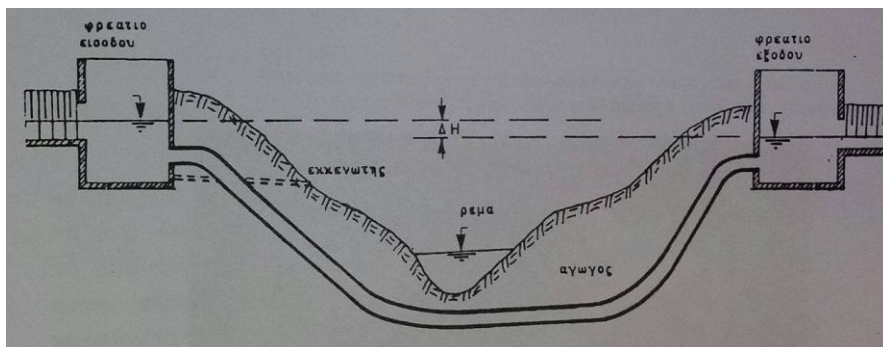 φρεατιο
εισοδου
φρεατιο
εξοδου
ΔΗ
εκκενωτης
ρεμα
αγωγος